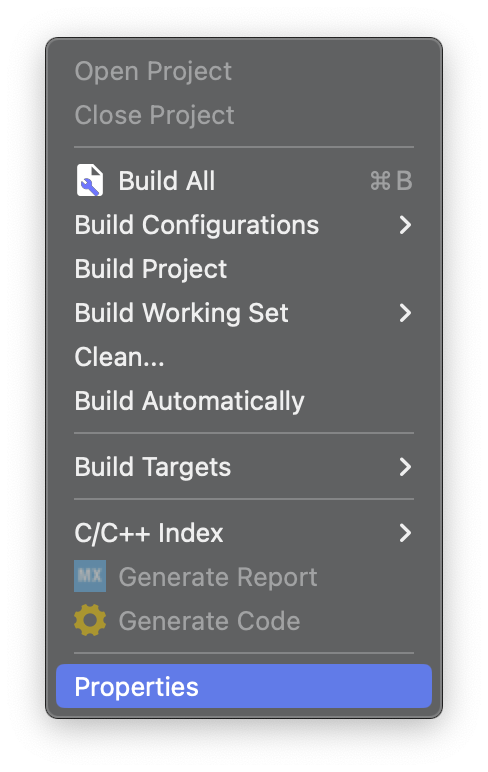 Open Project
Close Project
Build All ⌘B
Build Configurations
Build Project
Build Working Set
Clean...
Build Automatically
Build Targets
C/C++ Index
MX Generate Report
Generate Code
Properties